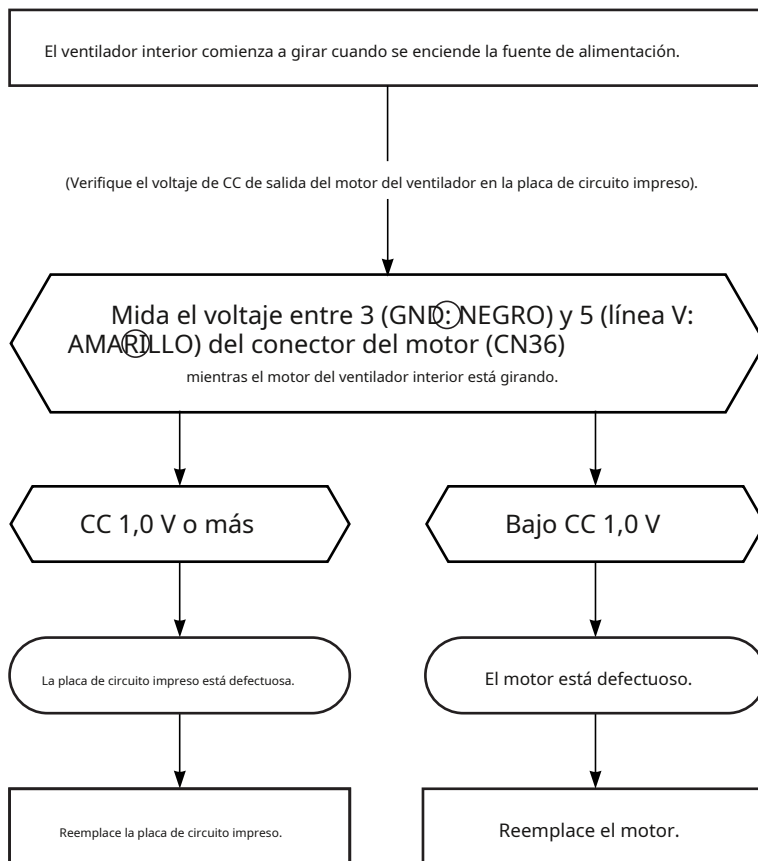 El ventilador interior comienza a girar cuando se enciende la fuente de alimentación.
(Verifique el voltaje de CC de salida del motor del ventilador en la placa de circuito impreso).
Mida el voltaje entre 3 (GND: NEGRO) y 5 (línea V:
AMARILLO) del conector del motor (CN36)
mientras el motor del ventilador interior está girando.
CC 1,0 V o más
Bajo CC 1,0 V
La placa de circuito impreso está defectuosa.
El motor está defectuoso.
Reemplace la placa de circuito impreso.
Reemplace el motor.